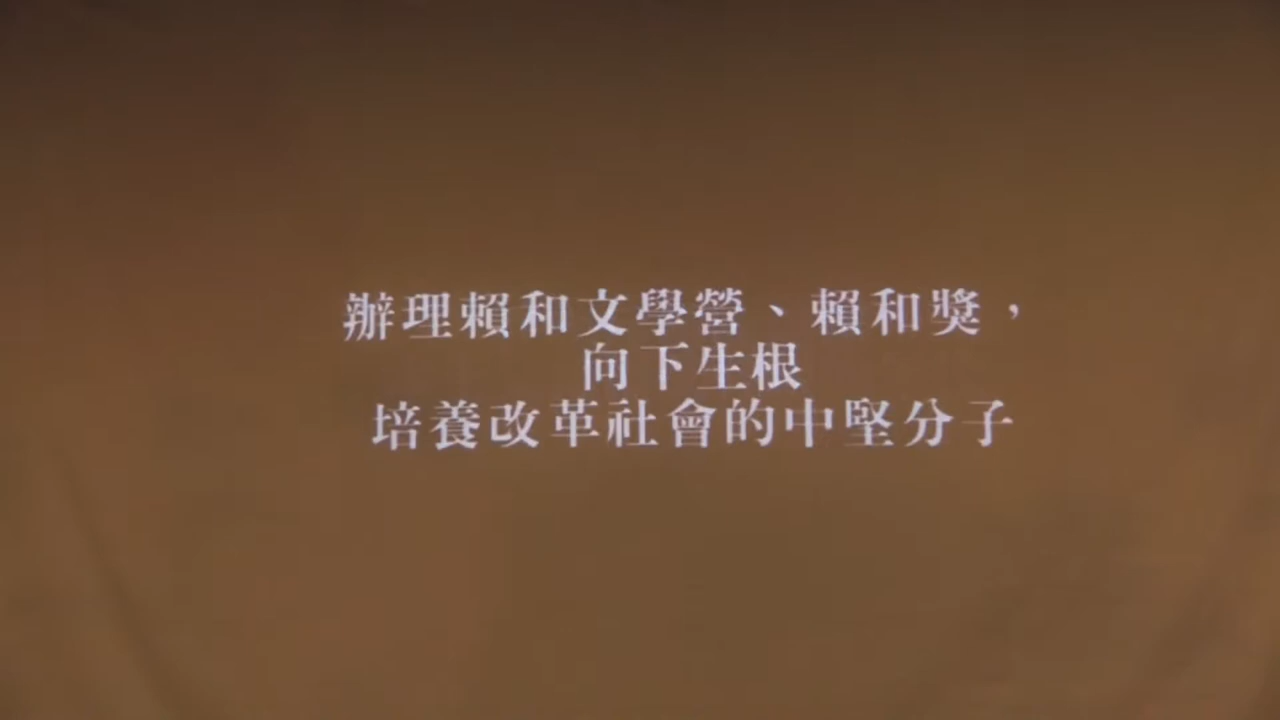 辦理賴和文學營、賴和獎，
向下生根
培養改革社會的中堅分子